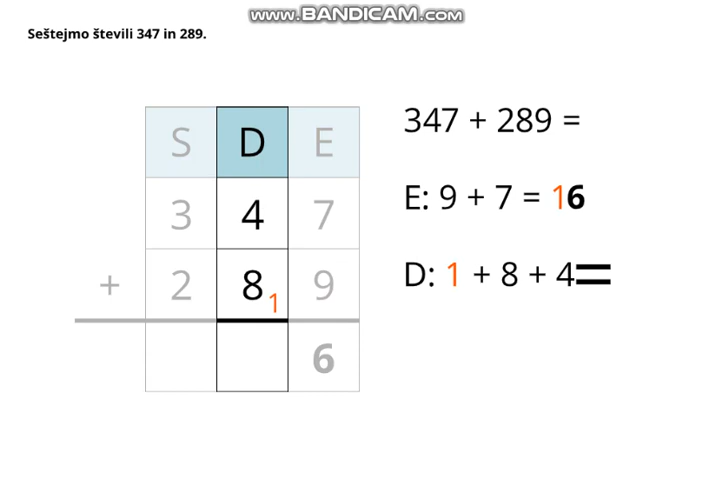 www.BANDICAM.com
Seštejmo števili 347 in 289.
S D E
3 4 7
+ 2 8 1 9
6
347 + 289 =
E: 9 + 7 = 16
D: 1 + 8 + 4=